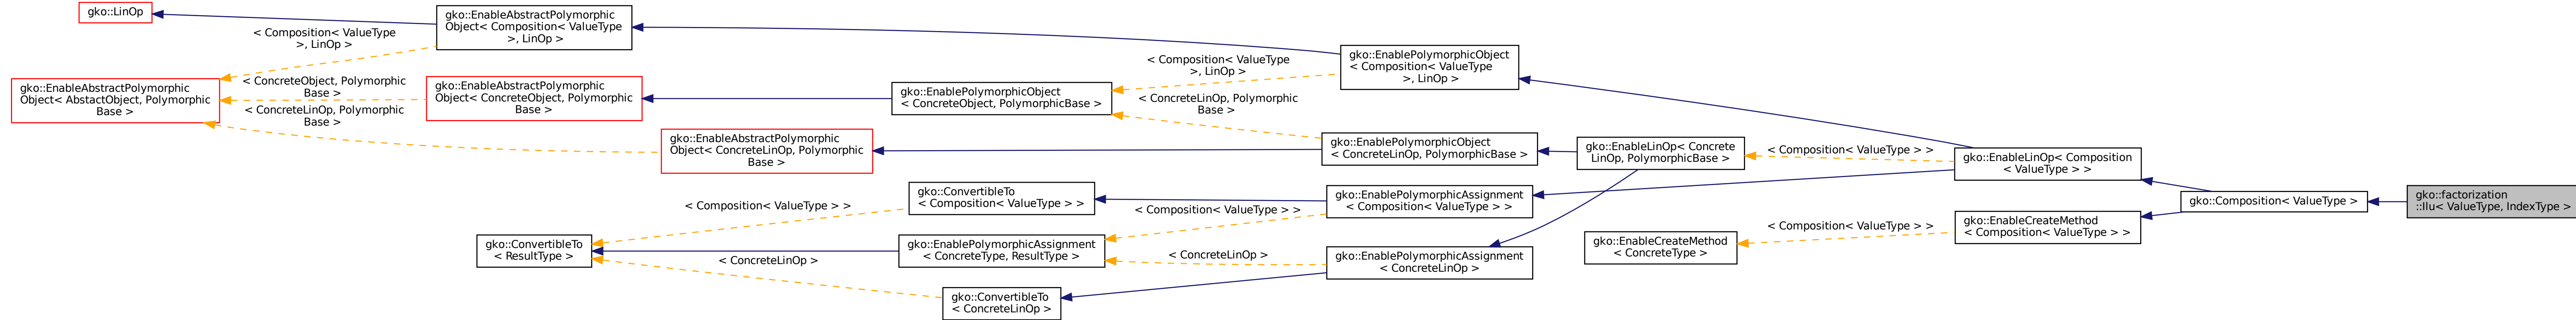 gko::LinOp
gko::EnableAbstractPolymorphic
Object< Composition< ValueType
>, LinOp >
< Composition< ValueType
>, LinOp >
gko::EnableAbstractPolymorphic
Object< AbstactObject, Polymorphic
Base >
< ConcreteObject, Polymorphic
Base >
< ConcreteLinOp, Polymorphic
Base >
gko::EnableAbstractPolymorphic
Object< ConcreteObject, Polymorphic
Base >
gko::EnableAbstractPolymorphic
Object< ConcreteLinOp, Polymorphic
Base >
gko::EnablePolymorphicObject
< ConcreteObject, PolymorphicBase >
< Composition< ValueType
>, LinOp >
< ConcreteLinOp, Polymorphic
Base >
gko::EnablePolymorphicObject
< Composition< ValueType
>, LinOp >
gko::EnablePolymorphicObject
< ConcreteLinOp, PolymorphicBase >
gko::EnableLinOp< Concrete
LinOp, PolymorphicBase >
< Composition< ValueType > >
gko::EnableLinOp< Composition
< ValueType > >
gko::ConvertibleTo
< ResultType >
< Composition< ValueType > >
gko::ConvertibleTo
< Composition< ValueType > >
gko::EnablePolymorphicAssignment
< ConcreteType, ResultType >
< ConcreteLinOp >
gko::ConvertibleTo
< ConcreteLinOp >
< Composition< ValueType > >
< ConcreteLinOp >
gko::EnablePolymorphicAssignment
< Composition< ValueType > >
gko::EnablePolymorphicAssignment
< ConcreteLinOp >
gko::EnableCreateMethod
< ConcreteType >
< Composition< ValueType > >
gko::EnableCreateMethod
< Composition< ValueType > >
gko::Composition< ValueType >
gko::factorization
::Ilu< ValueType, IndexType >